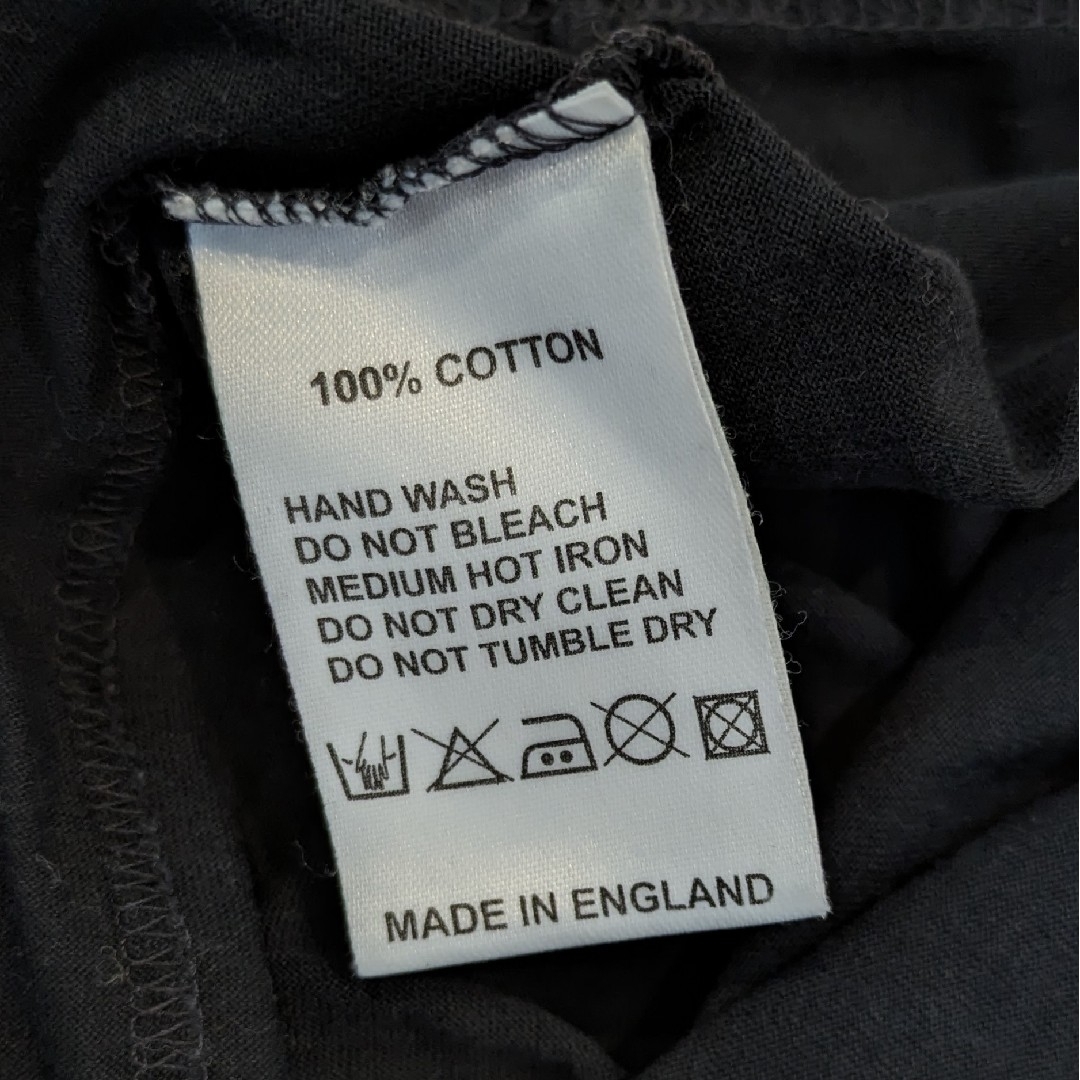 100% COTTON
HAND WASH
DO NOT BLEACH
MEDIUM HOT IRON
DO NOT DRY CLEAN
DO NOT TUMBLE DRY
MADE IN ENGLAND